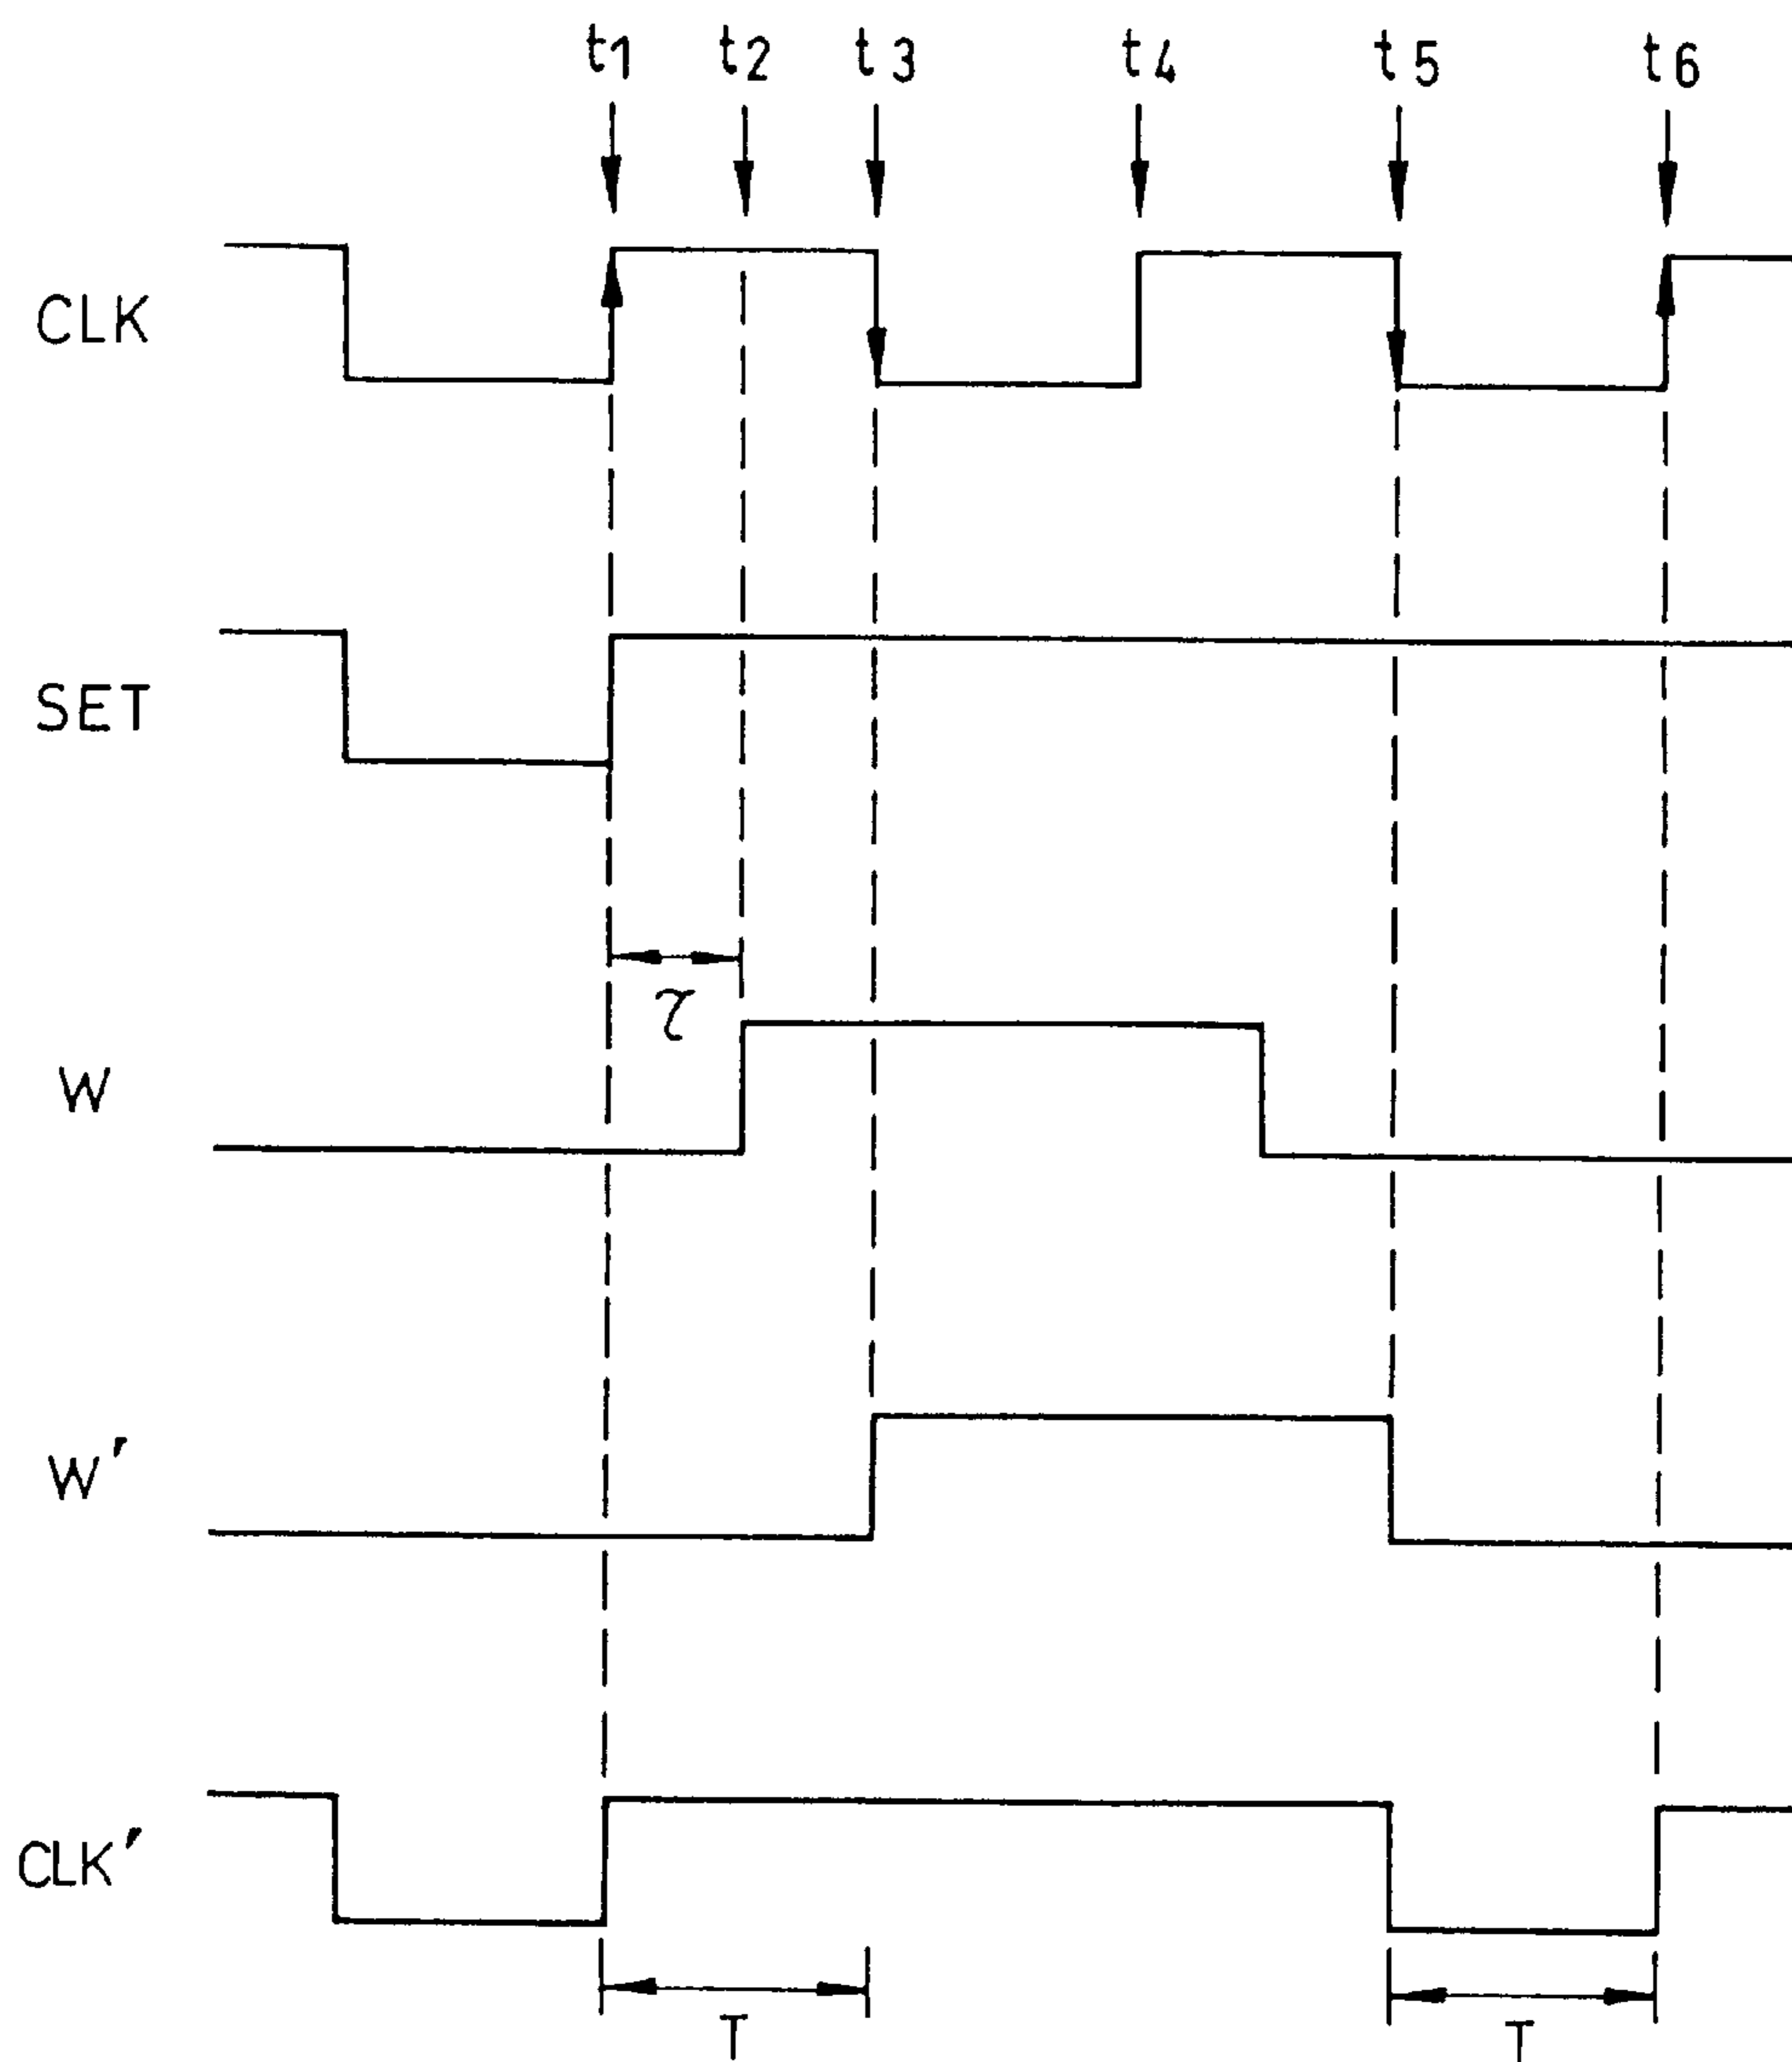 t1 t2 t3 t4 t5 t6
CLK
SET
τ
W
W'
CLK'
T T